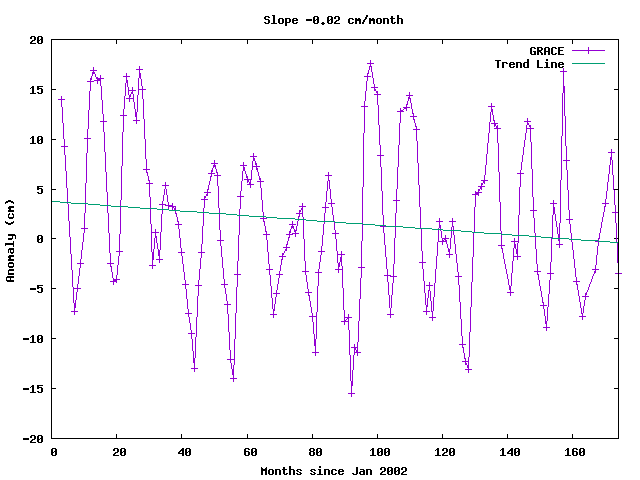 Slope -0.02 cm/month
GRACE
Trend Line
20
15
10
5
0
-5
-10
-15
-20
Anomaly (cm)
0 20 40 60 80 100 120 140 160
Months since Jan 2002